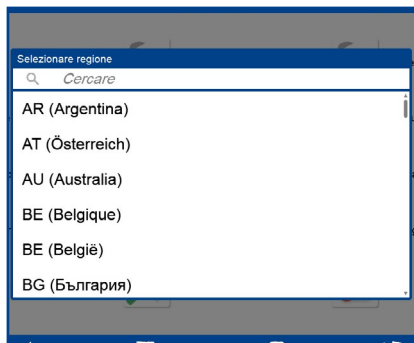 Selezionare regione
Cercare
AR (Argentina)
AT (Österreich)
AU (Australia)
BE (Belgique)
BE (België)
BG (България)